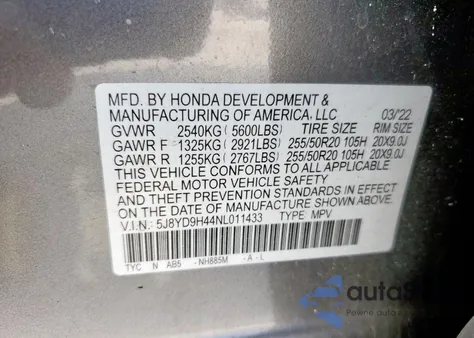 MFD. BY HONDA DEVELOPMENT &
MANUFACTURING OF AMERICA, LLC 03/'22
GVWR 2540KG ( 5600LBS) TIRE SIZE RIM SIZE
GAWR F 1325KG ( 2921LBS) 255/50R20 105H 20X9.0J
GAWR R 1255KG ( 2767LBS) 255/50R20 105H 20X9.0J
THIS VEHICLE CONFORMS TO ALL APPLICABLE
FEDERAL MOTOR VEHICLE SAFETY AND
THEFT PREVENTION STANDARDS IN EFFECT
ON THE DATE OF MANUFACTURE SHOWN ABOVE.
V.I.N.: 5J8YD9H44NL011433 TYPE MPV
TYC N AB5 -NH885M -A-L
Pewne auto